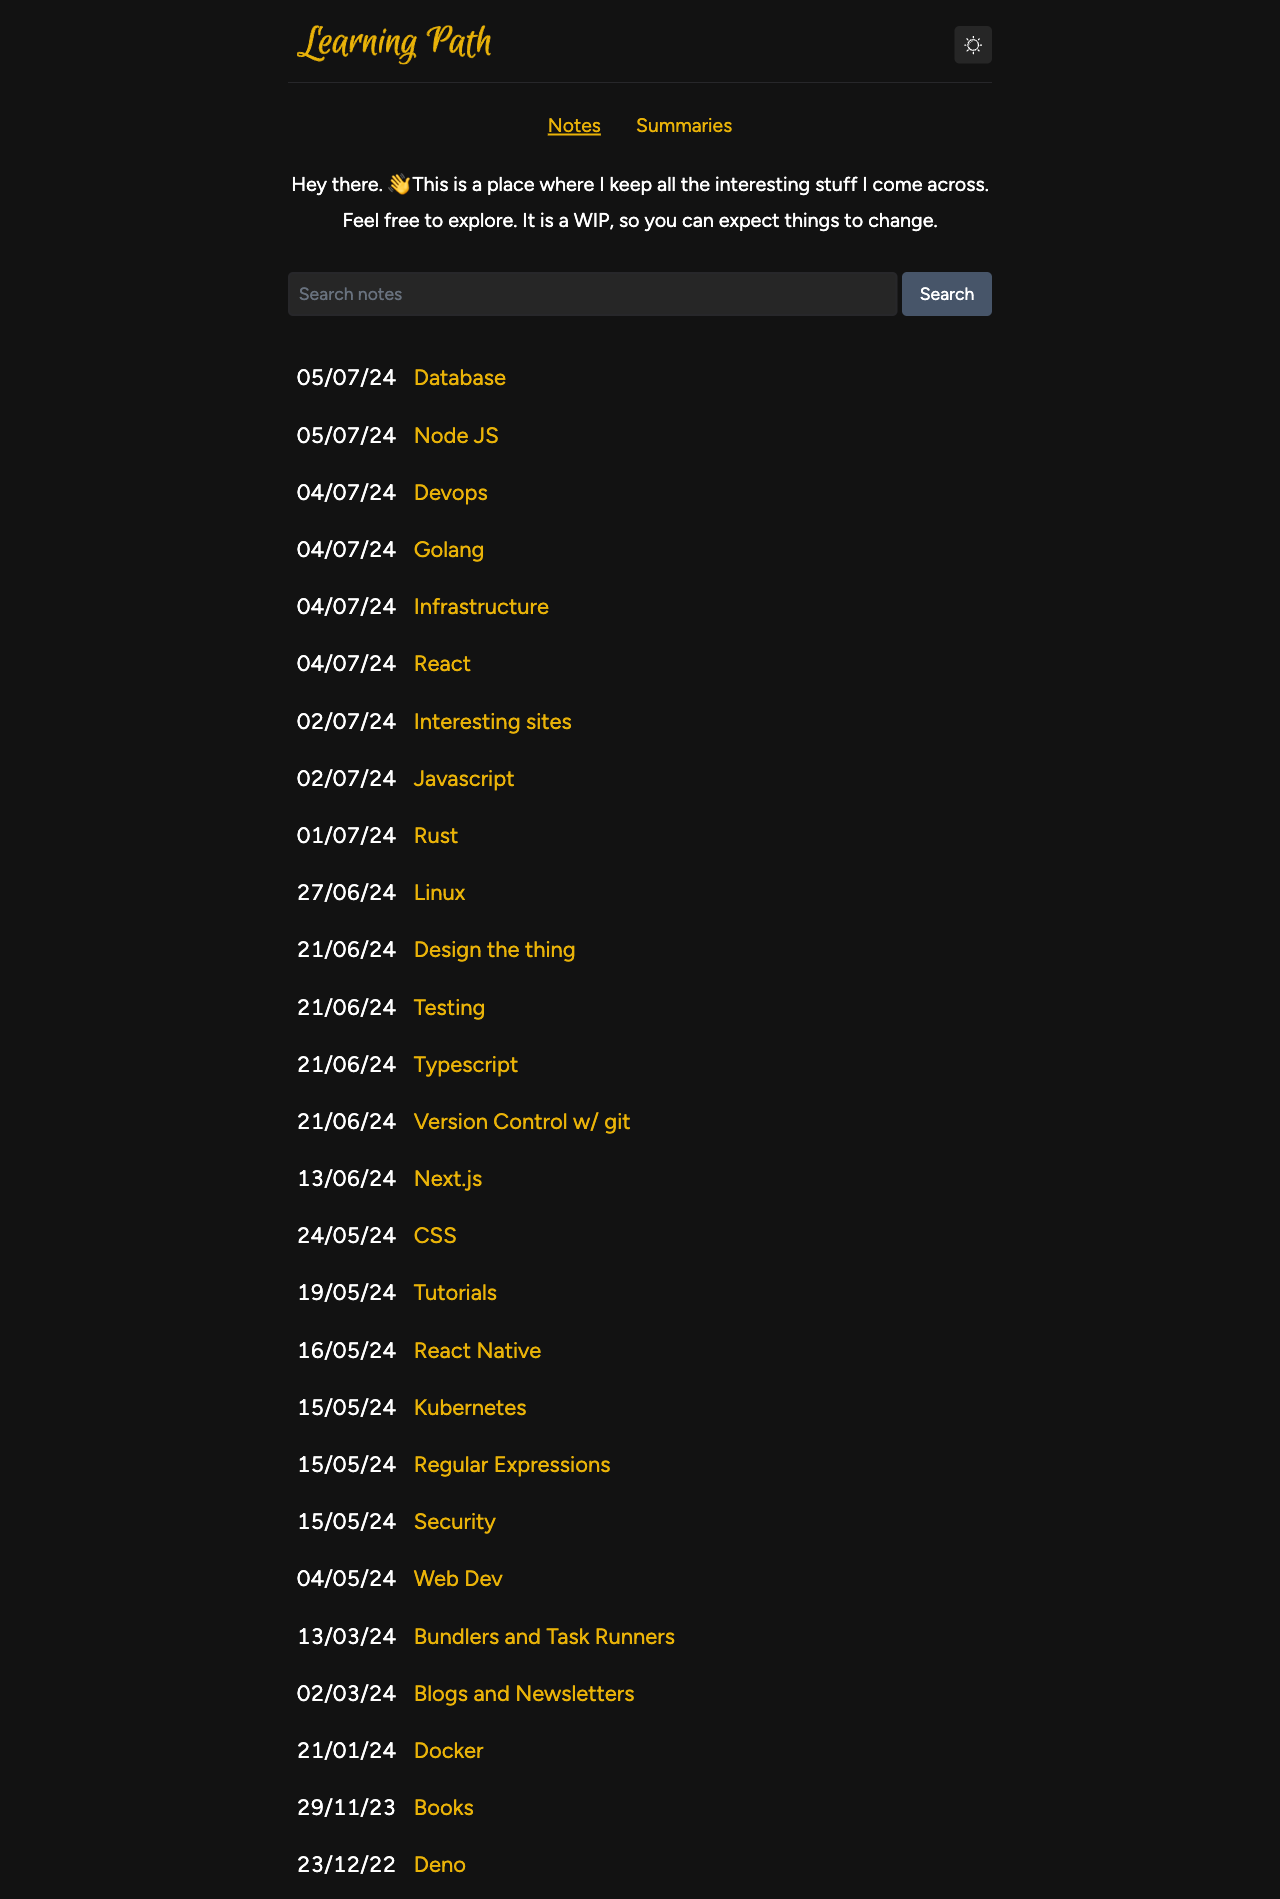 Learning Path
Notes Summaries
Hey there. 👋This is a place where I keep all the interesting stuff I come across.
Feel free to explore. It is a WIP, so you can expect things to change.
Search notes Search
05/07/24 Database
05/07/24 Node JS
04/07/24 Devops
04/07/24 Golang
04/07/24 Infrastructure
04/07/24 React
02/07/24 Interesting sites
02/07/24 Javascript
01/07/24 Rust
27/06/24 Linux
21/06/24 Design the thing
21/06/24 Testing
21/06/24 Typescript
21/06/24 Version Control w/ git
13/06/24 Next.js
24/05/24 CSS
19/05/24 Tutorials
16/05/24 React Native
15/05/24 Kubernetes
15/05/24 Regular Expressions
15/05/24 Security
04/05/24 Web Dev
13/03/24 Bundlers and Task Runners
02/03/24 Blogs and Newsletters
21/01/24 Docker
29/11/23 Books
23/12/22 Deno